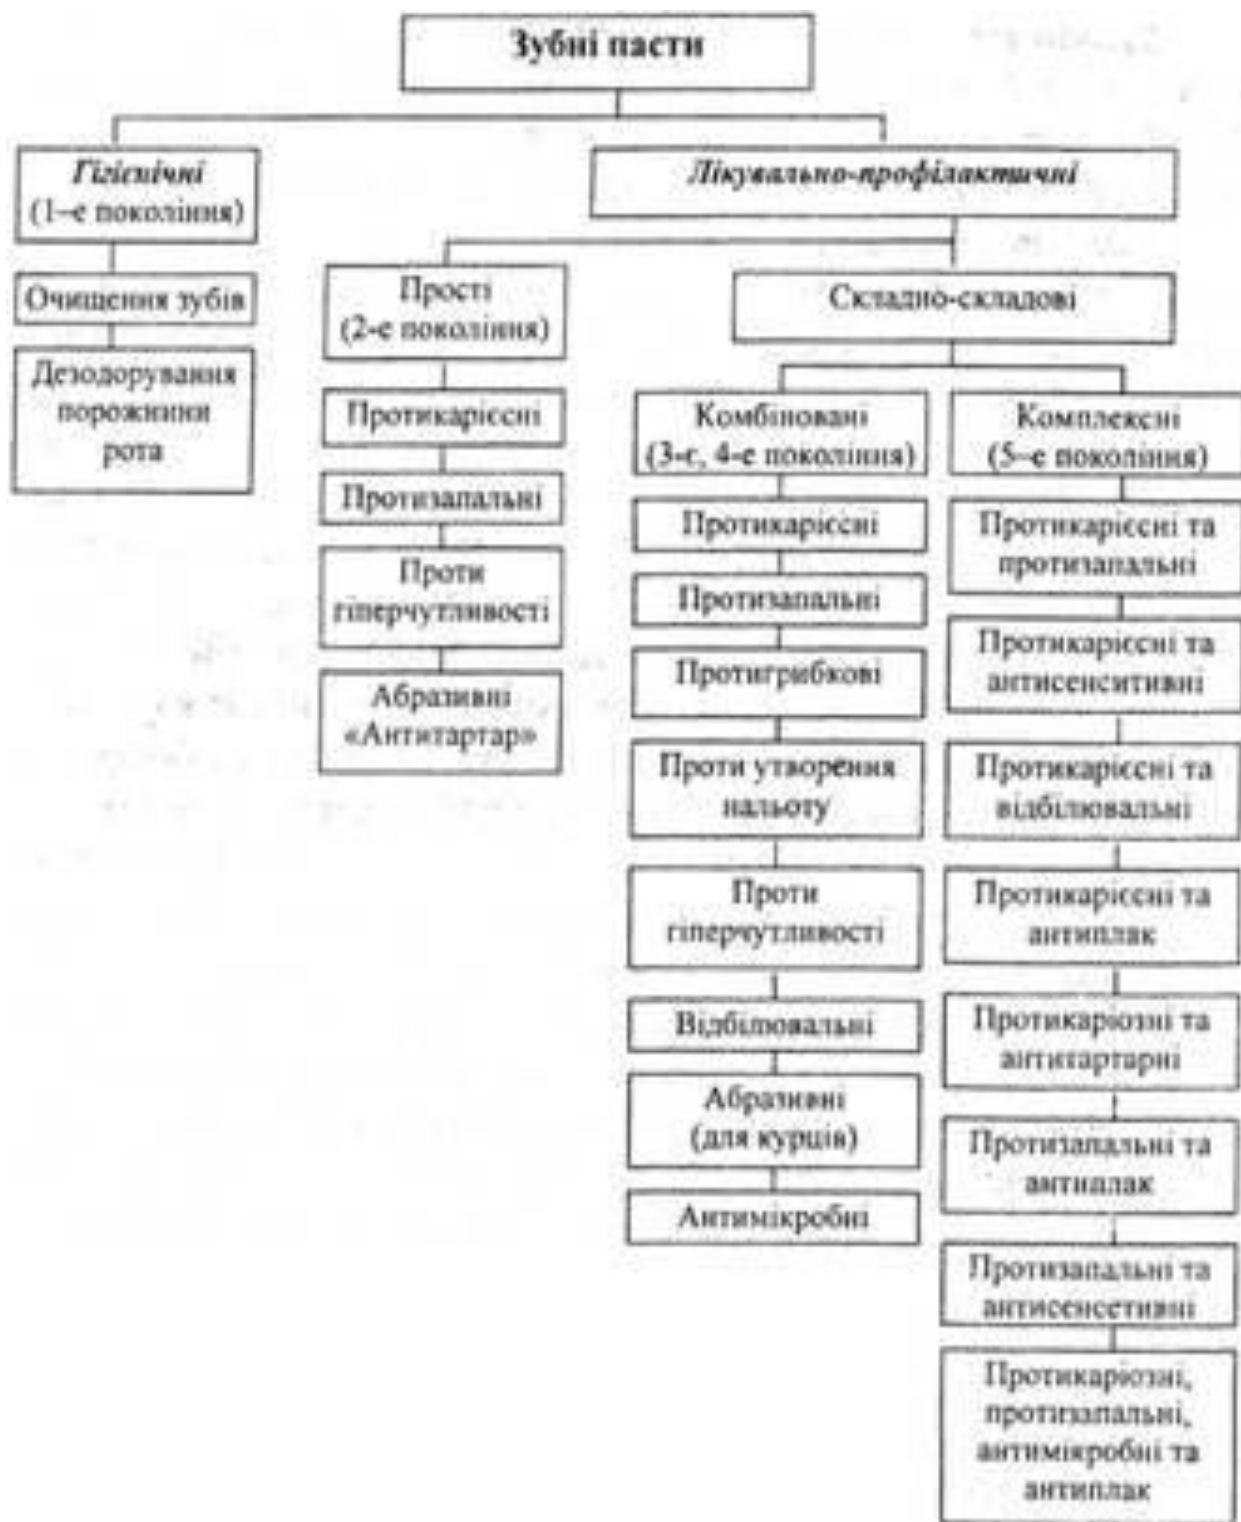 Зубні пасти
Гігієнічні
(1–е покоління)
Очищення зубів
Дезодорування
порожнини
рота
Лікувально-профілактичні
Прості
(2-е покоління)
Протикарієсні
Протизапальні
Проти
гіперчутливості
Абразивні
«Антитартар»
Складно-складові
Комбіновані
(3-є, 4-е покоління)
Протикарієсні
Протизапальні
Протигрибкові
Проти утворення
нальоту
Проти
гіперчутливості
Відбілювальні
Абразивні
(для курців)
Антимікробні
Комплексні
(5–е покоління)
Протикарієсні та
протизапальні
Протикарієсні та
антисенситивні
Протикарієсні та
відбілювальні
Протикарієсні та
антиплак
Протикаріозні та
антитартарні
Протизапальні та
антиплак
Протизапальні та
антисенсетивні
Протикаріозні,
протизапальні,
антимікробні та
антиплак